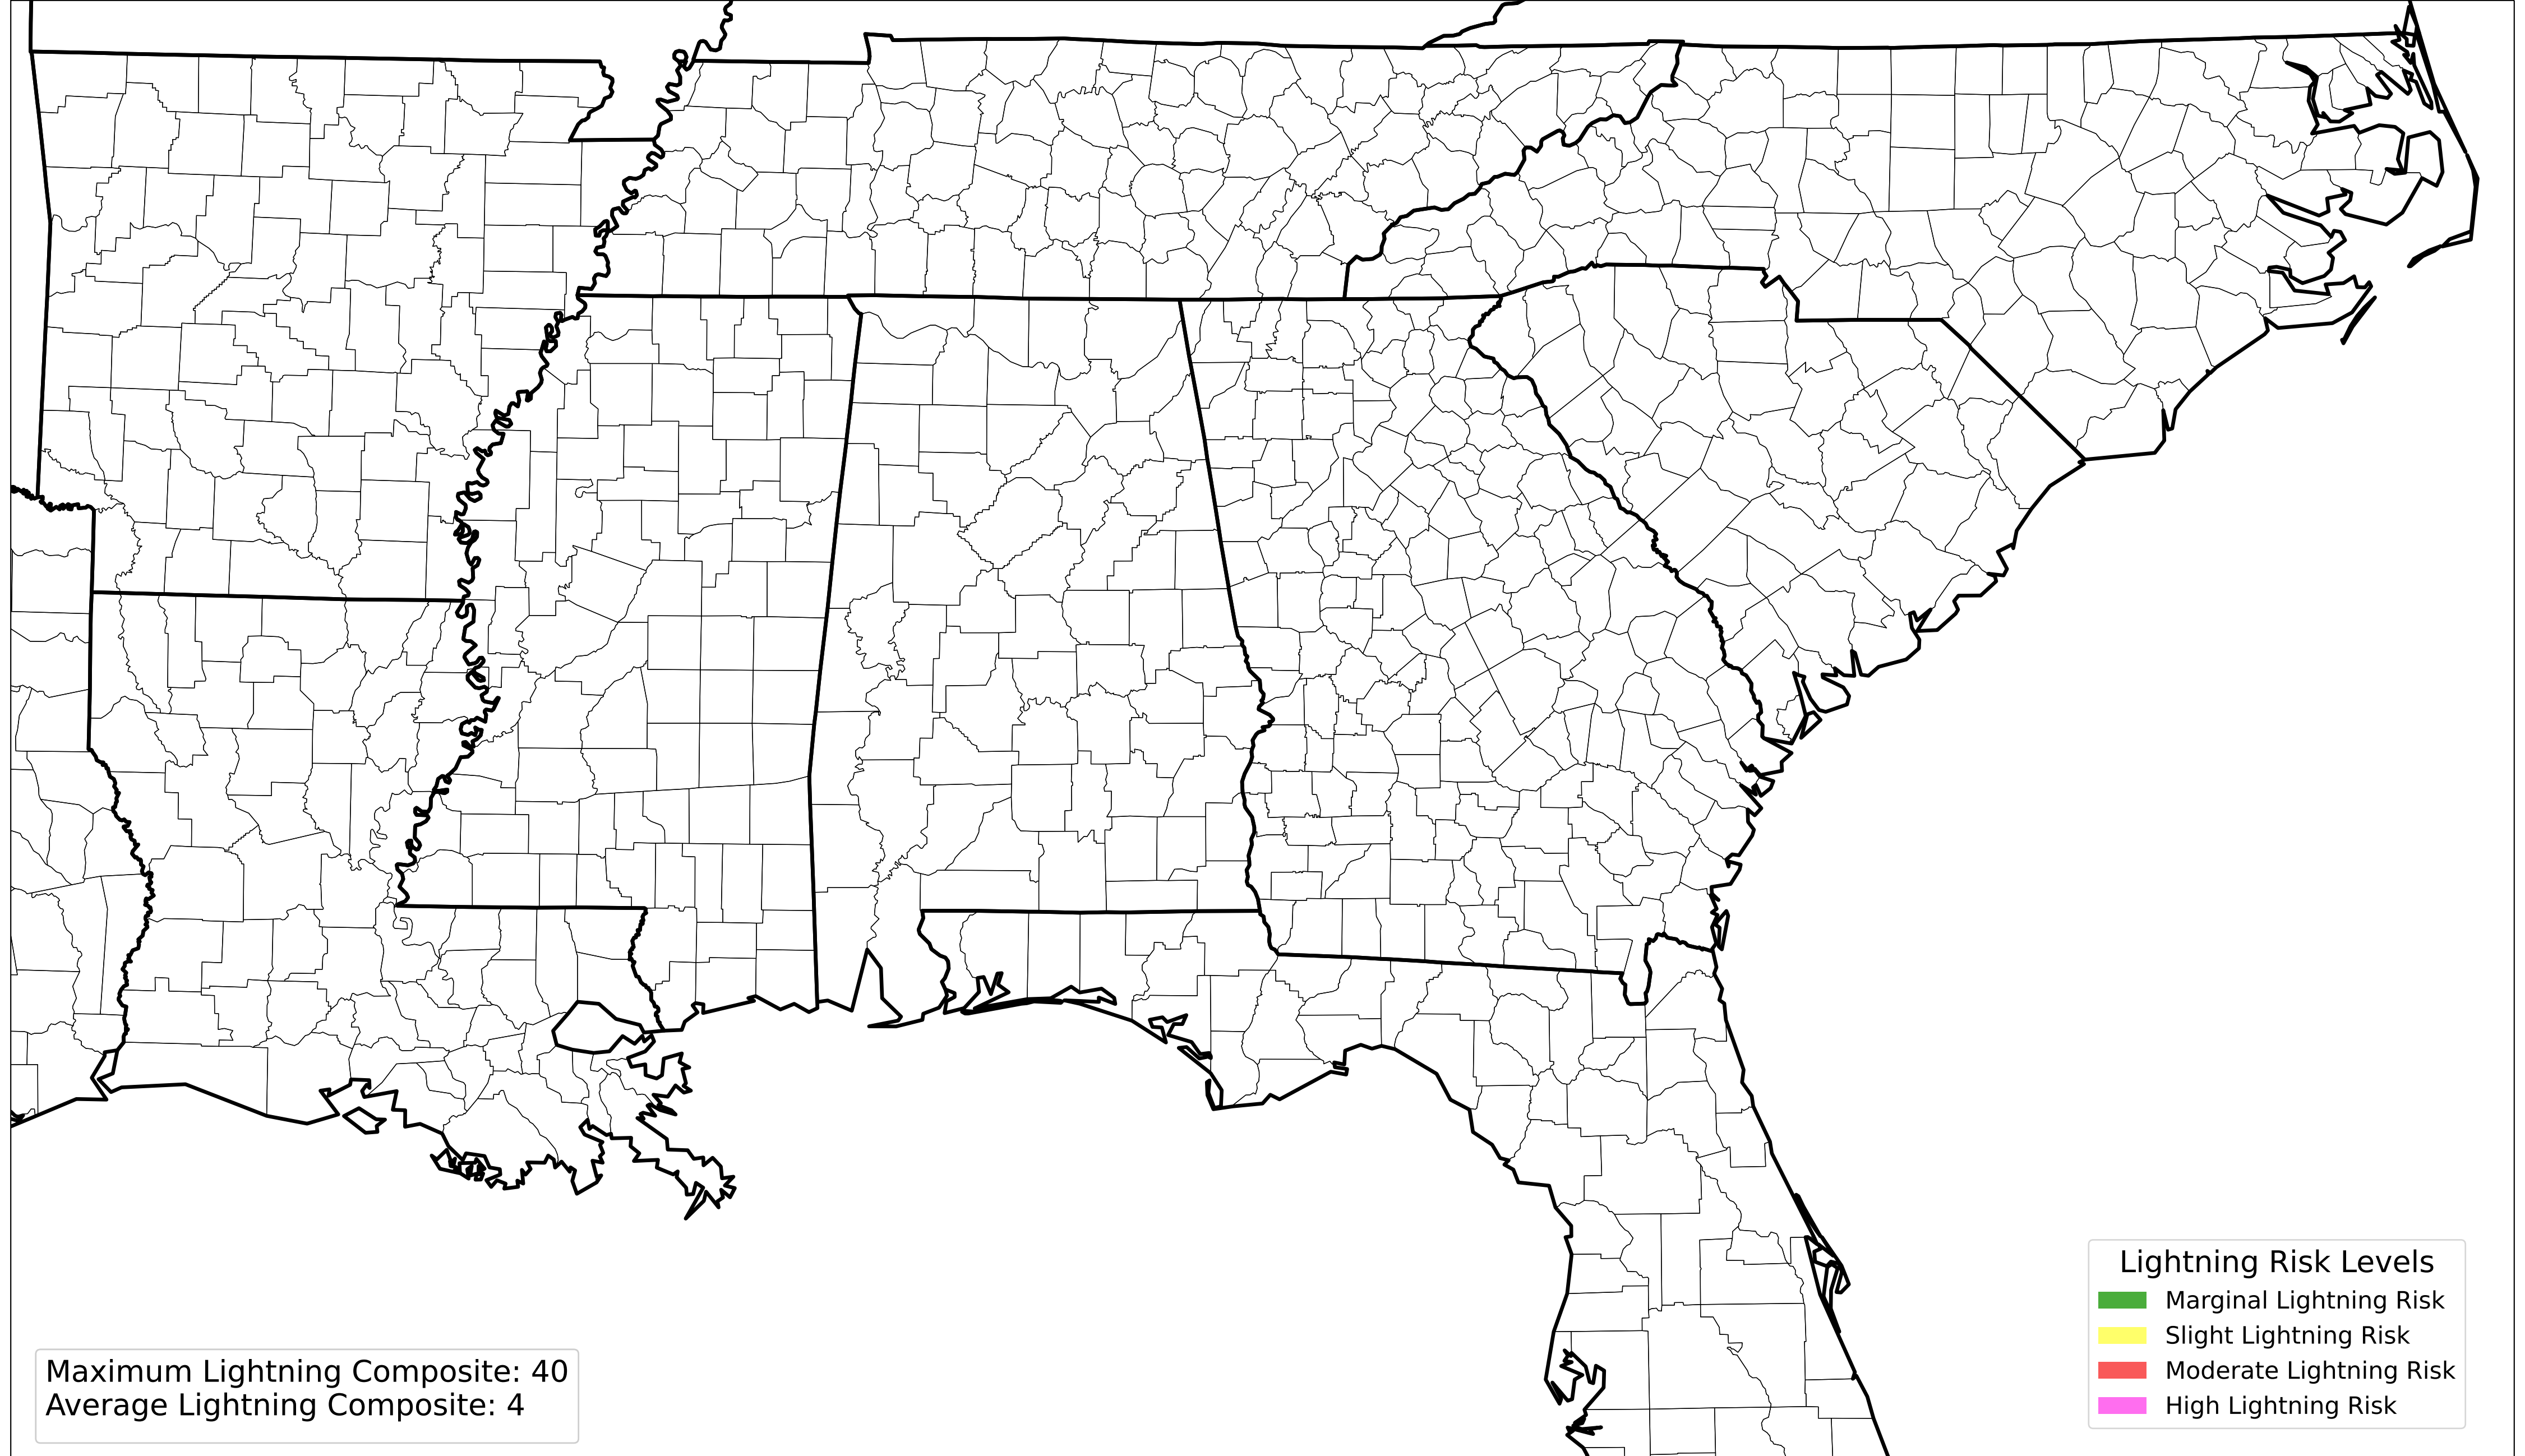 Maximum Lightning Composite: 40
Average Lightning Composite: 4
Lightning Risk Levels
Marginal Lightning Risk
Slight Lightning Risk
Moderate Lightning Risk
High Lightning Risk